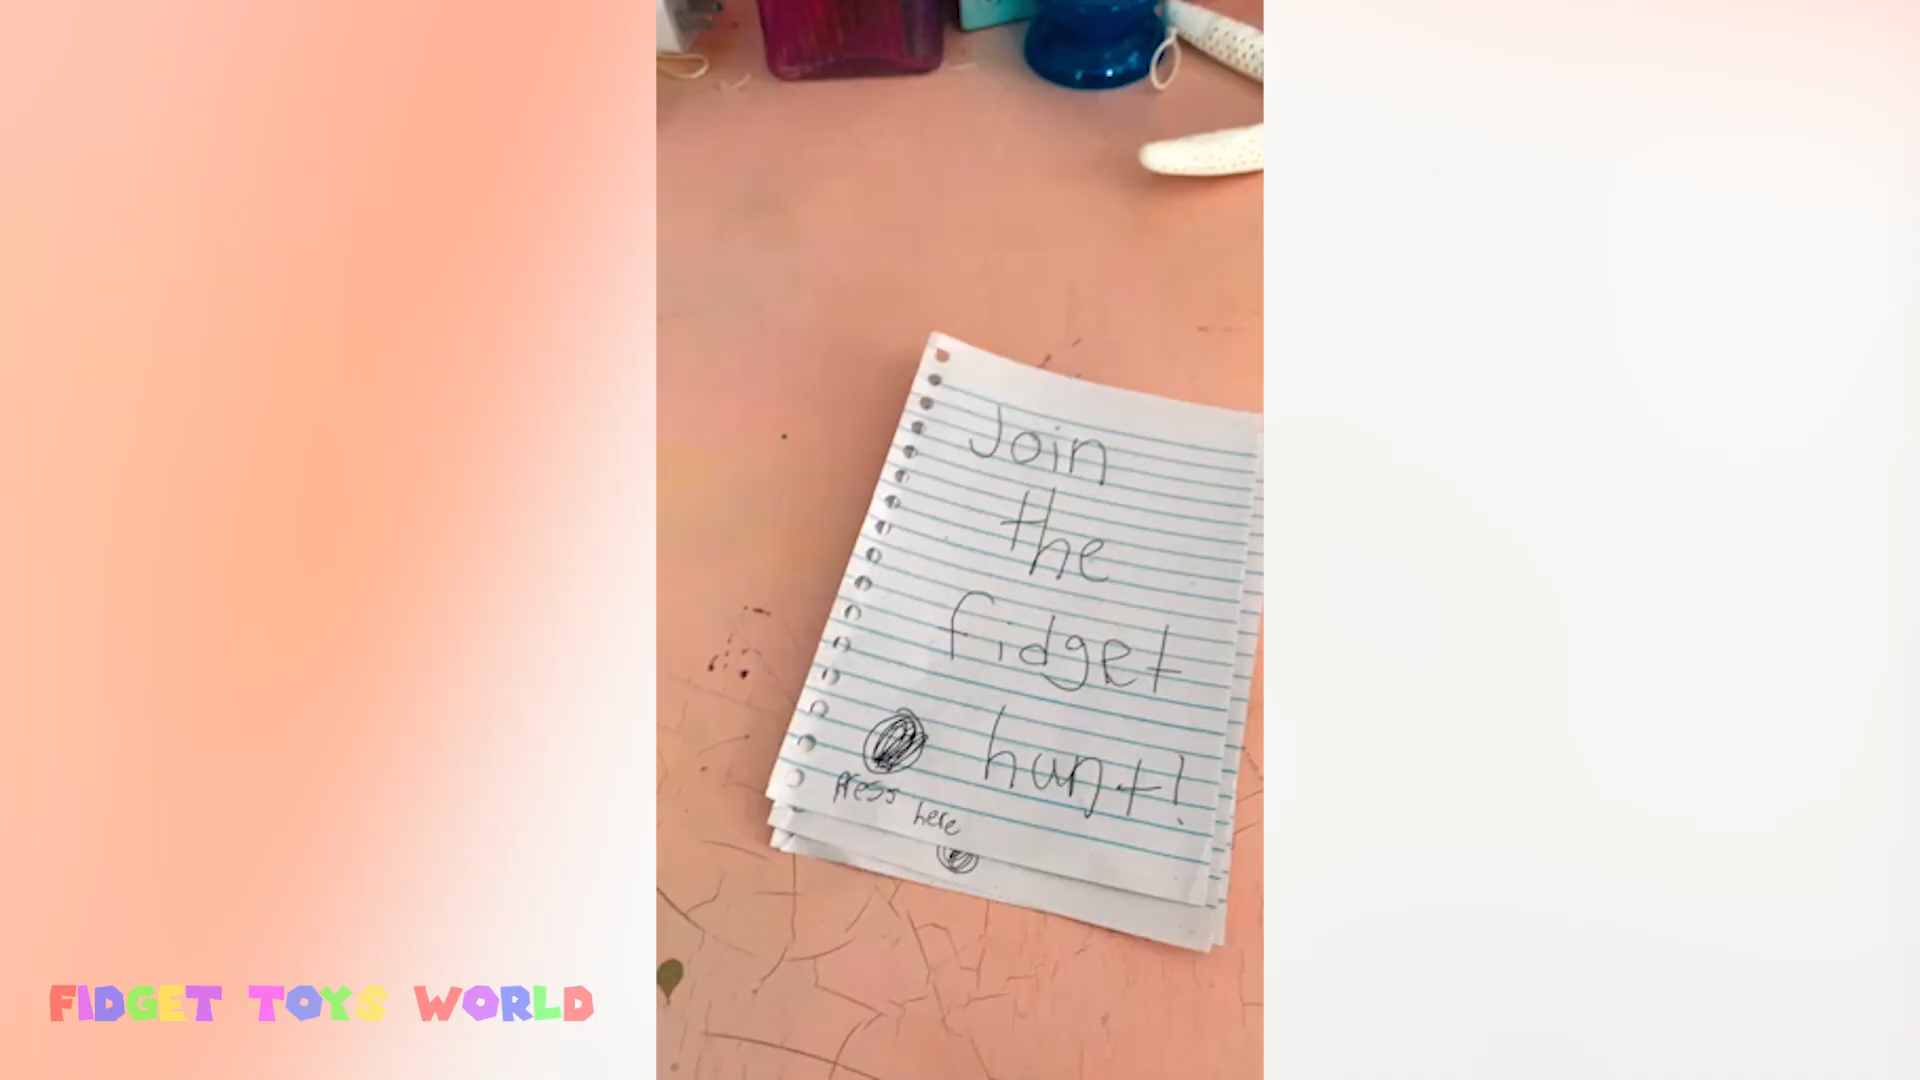 Join
the
fidget
hunt!
press here
FIDGET TOYS WORLD